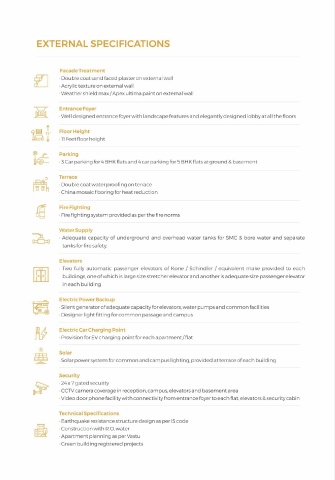 EXTERNAL SPECIFICATIONS
Facade Treatment
· Double coat sand faced plaster on external wall
· Acrylic texture on external wall
· Weather shield max / Apex ultima paint on external wall
Entrance Foyer
· Well designed entrance foyer with landscape features and elegantly designed lobby at all the floors
Floor Height
· 11 Feet floor height
Parking
· 3 Car parking for 4 BHK flats and 4 car parking for 5 BHK flats at ground & basement
Terrace
· Double coat waterproofing on terrace
· China mosaic flooring for heat reduction
Fire Fighting
· Fire fighting system provided as per the fire norms
Water Supply
· Adequate capacity of underground and overhead water tanks for SMC & bore water and separate
tanks for fire safety.
Elevators
· Two fully automatic passenger elevators of Kone / Schindler / equivalent make provided to each
buildings, one of which is large size stretcher elevator and another is adequate size passenger elevator
in each building
Electric Power Backup
· Silent generator of adequate capacity for elevators, water pumps and common facilities
· Designer light fitting for common passage and campus
Electric Car Charging Point
· Provision for EV charging point for each apartment / flat
Solar
· Solar power system for common and campus lighting, provided at terrace of each building
Security
· 24 x 7 gated security
· CCTV camera coverage in reception, campus, elevators and basement area
· Video door phone facility with connectivity from entrance foyer to each flat, elevators & security cabin
Technical Specifications
· Earthquake resistance structure design as per IS code
· Construction with R.O. water
· Apartment planning as per Vastu
· Green building registered projects